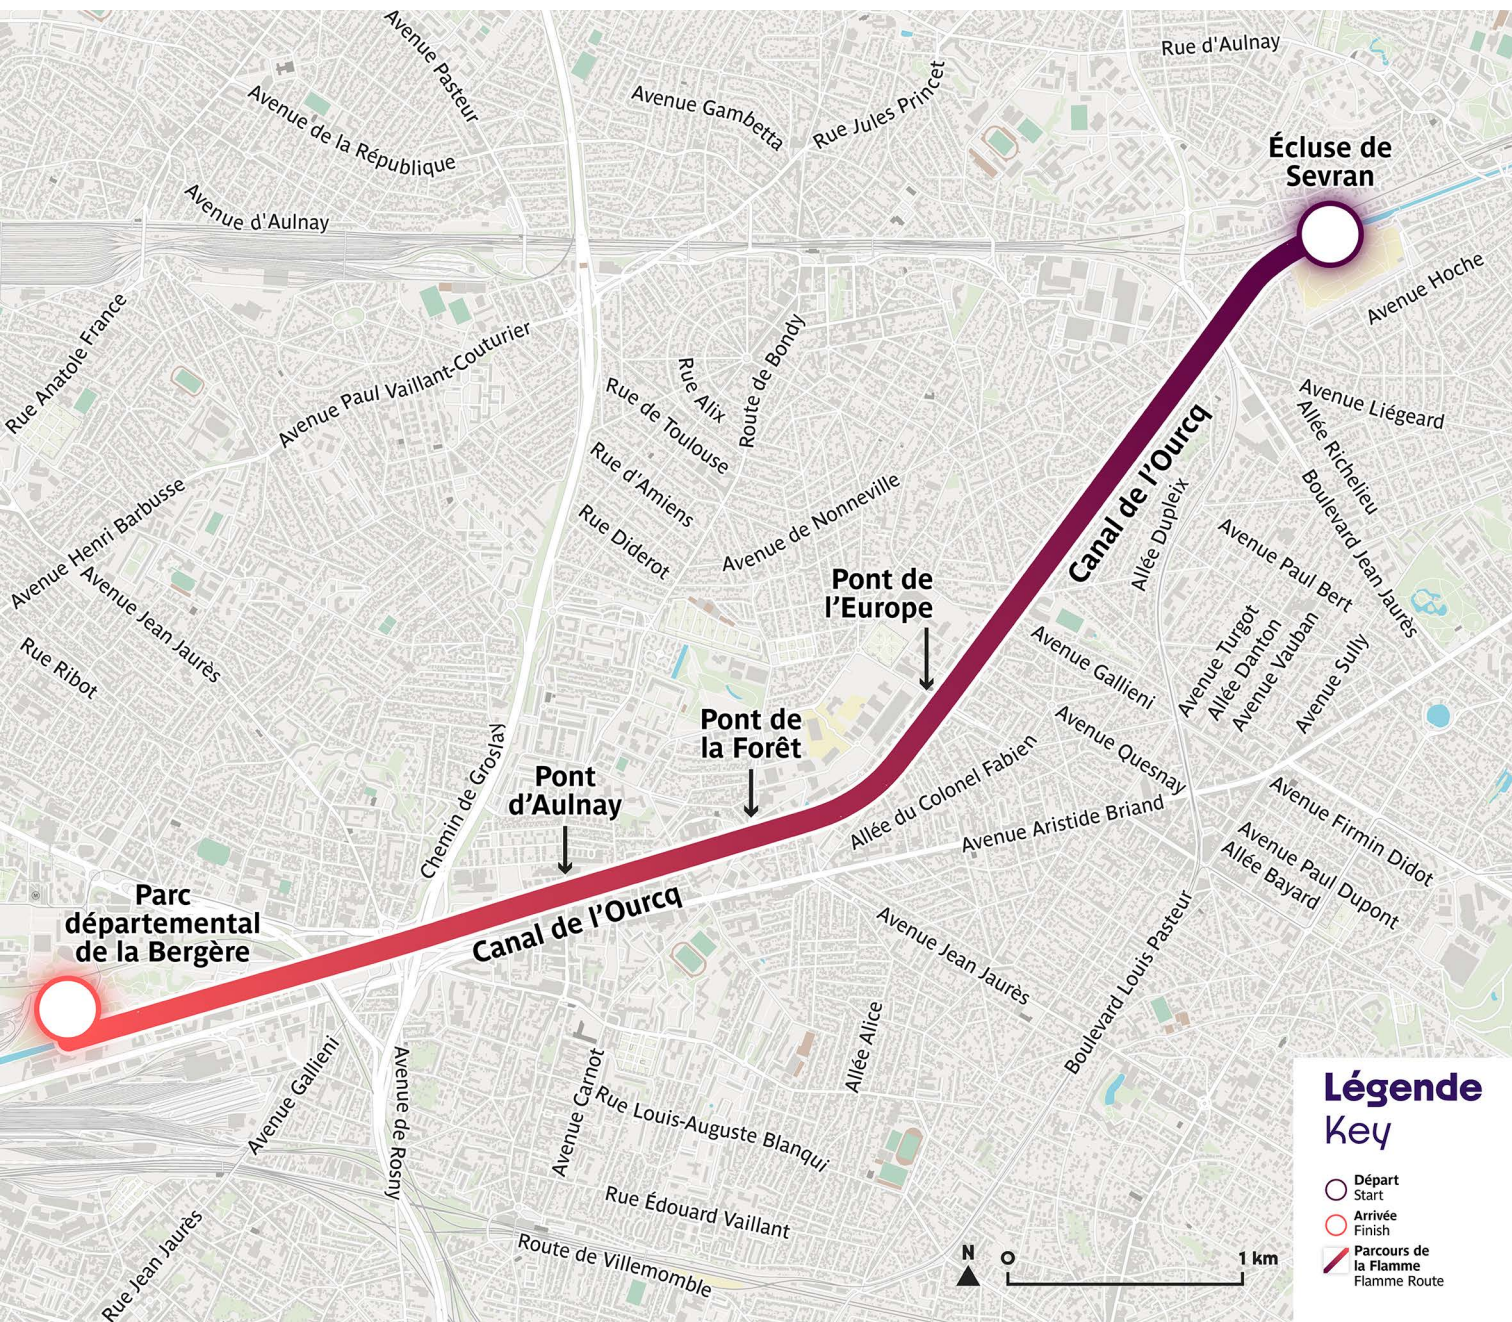 Avenue Pasteur
Rue d'Aulnay
Avenue Gambetta
Rue Jules Princet
Avenue de la République
Écluse de
Sevran
Avenue d'Aulnay
Avenue Hoche
Rue Anatole France
Avenue Paul Vaillant-Couturier
Rue Alix
Route de Bondy
Rue de Toulouse
Avenue Liégeard
Allée Richelieu
Canal de l'Ourcq
Rue d'Amiens
Avenue de Nonneville
Allée Dupleix
Boulevard Jean Jaurès
Avenue Henri Barbusse
Rue Diderot
Avenue Paul Bert
Avenue Jean Jaurès
Pont de
l'Europe
Avenue Turgot
Allée Danton
Avenue Vauban
Avenue Sully
Rue Ribot
Avenue Gallieni
Pont de
la Forêt
Avenue Quesnay
Chemin de Groslay
Pont
d'Aulnay
Allée du Colonel Fabien
Avenue Aristide Briand
Avenue Firmin Didot
Avenue Paul Dupont
Allée Bayard
Parc
départemental
de la Bergère
Canal de l'Ourcq
Avenue Jean Jaurès
Boulevard Louis Pasteur
Allée Alice
Avenue Gallieni
Avenue de Rosny
Avenue Carnot
Rue Louis-Auguste Blanqui
Rue Édouard Vaillant
Route de Villemomble
Rue Jean Jaurès
N
0
1 km
Légende
Key
Départ
Start
Arrivée
Finish
Parcours de
la Flamme
Flamme Route